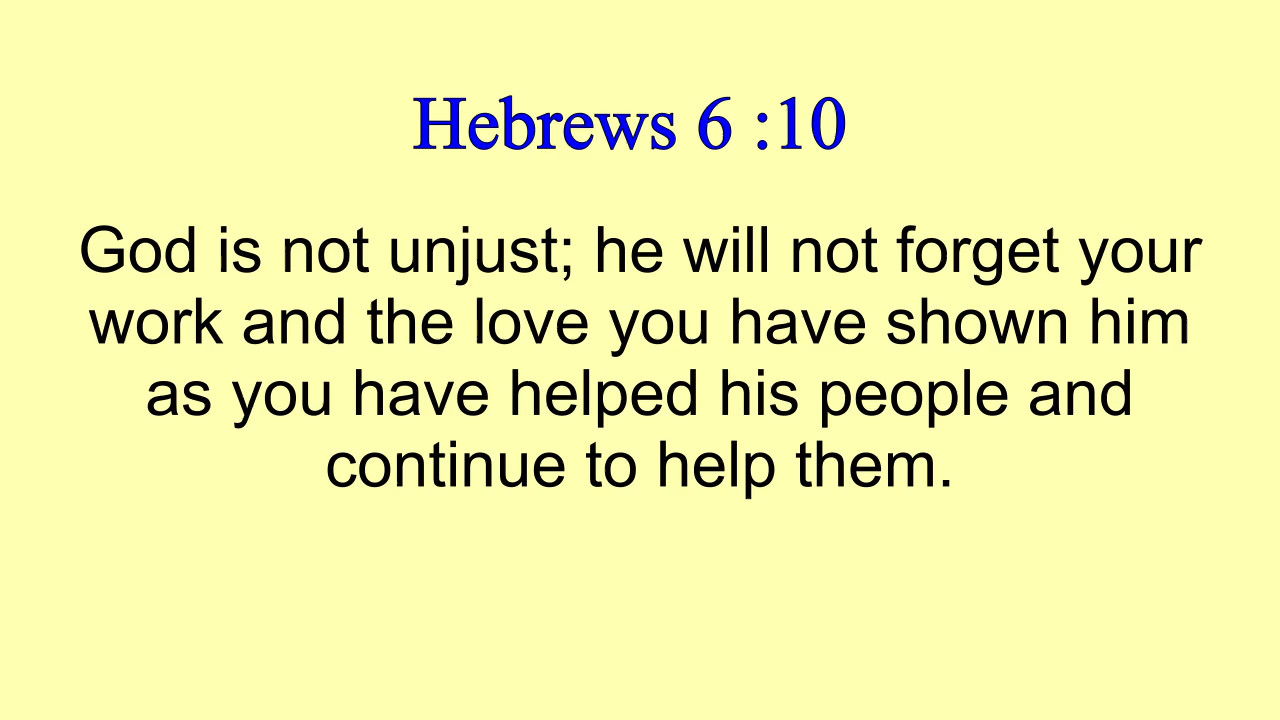 Hebrews 6 :10
God is not unjust; he will not forget your
work and the love you have shown him
as you have helped his people and
continue to help them.